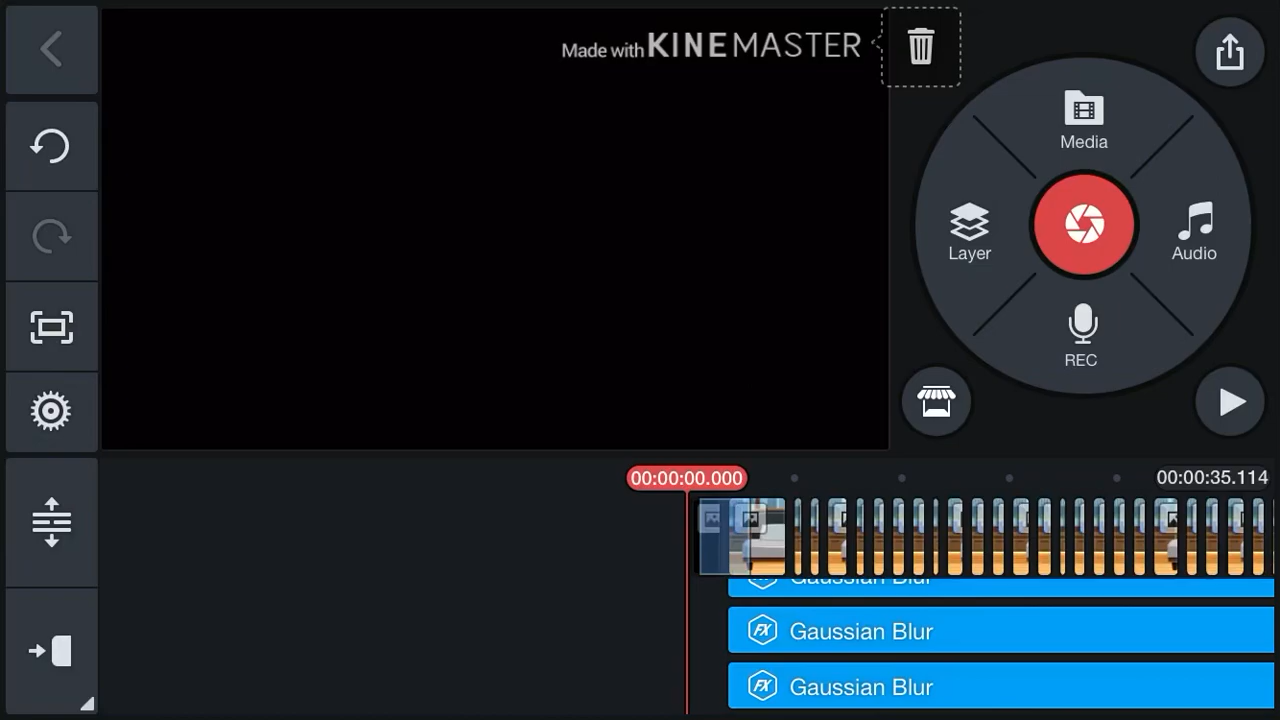 Made with KINEMASTER
Media
Layer
Audio
REC
00:00:00.000
00:00:35.114
Gaussian Blur
Gaussian Blur
Gaussian Blur